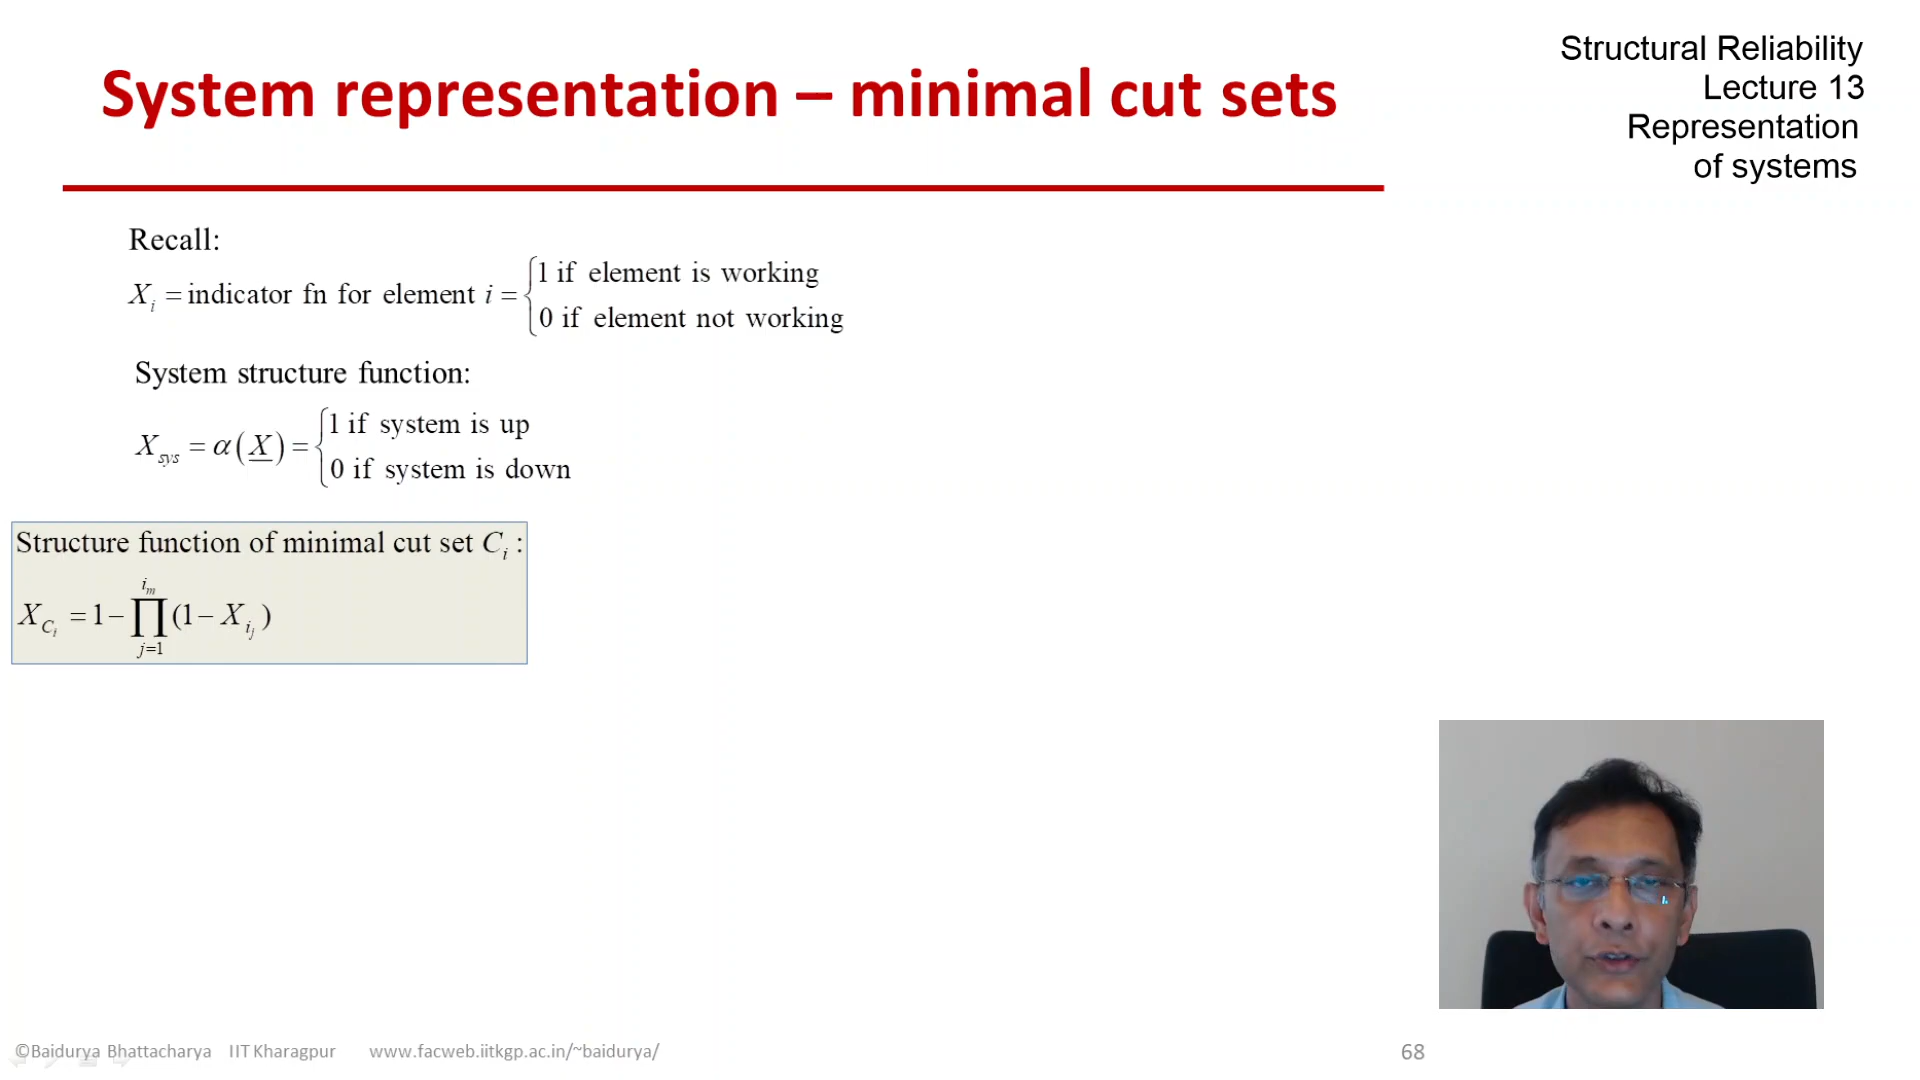 System representation – minimal cut sets
Structural Reliability
Lecture 13
Representation
of systems
Recall:
X_i = indicator fn for element i = { 1 if element is working
0 if element not working
System structure function:
X_sys = α(X) = { 1 if system is up
0 if system is down
Structure function of minimal cut set C_i :
X_{C_i} = 1 − ∏_{j=1}^{i_m} (1 − X_{i_j})
©Baidurya Bhattacharya IIT Kharagpur www.facweb.iitkgp.ac.in/~baidurya/
68